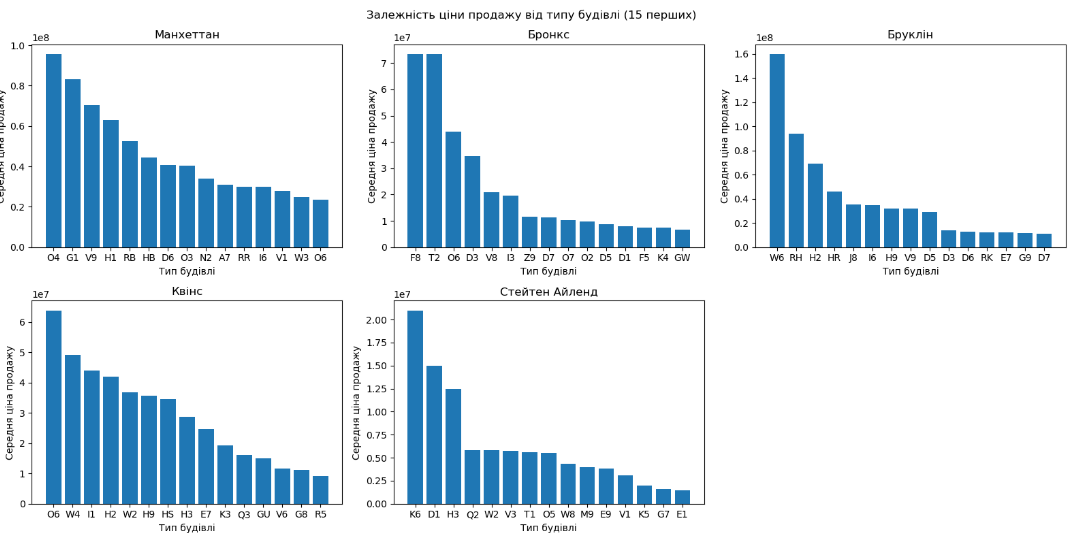 Залежність ціни продажу від типу будівлі (15 перших)
Манхеттан
1e8
1.0
0.8
0.6
0.4
0.2
0.0
Середня ціна продажу
O4 G1 V9 H1 RB HB D6 O3 N2 A7 RR I6 V1 W3 O6
Тип будівлі
Бронкс
1e7
7
6
5
4
3
2
1
0
Середня ціна продажу
F8 T2 O6 D3 V8 I3 Z9 D7 O7 O2 D5 D1 F5 K4 GW
Тип будівлі
Бруклін
1e8
1.6
1.4
1.2
1.0
0.8
0.6
0.4
0.2
0.0
Середня ціна продажу
W6 RH H2 HR J8 I6 H9 V9 D5 D3 D6 RK E7 G9 D7
Тип будівлі
Квінс
1e7
6
5
4
3
2
1
0
Середня ціна продажу
O6 W4 I1 H2 W2 H9 HS H3 E7 K3 Q3 GU V6 G8 R5
Тип будівлі
Стейтен Айленд
1e7
2.00
1.75
1.50
1.25
1.00
0.75
0.50
0.25
0.00
Середня ціна продажу
K6 D1 H3 Q2 W2 V3 T1 O5 W8 M9 E9 V1 K5 G7 E1
Тип будівлі